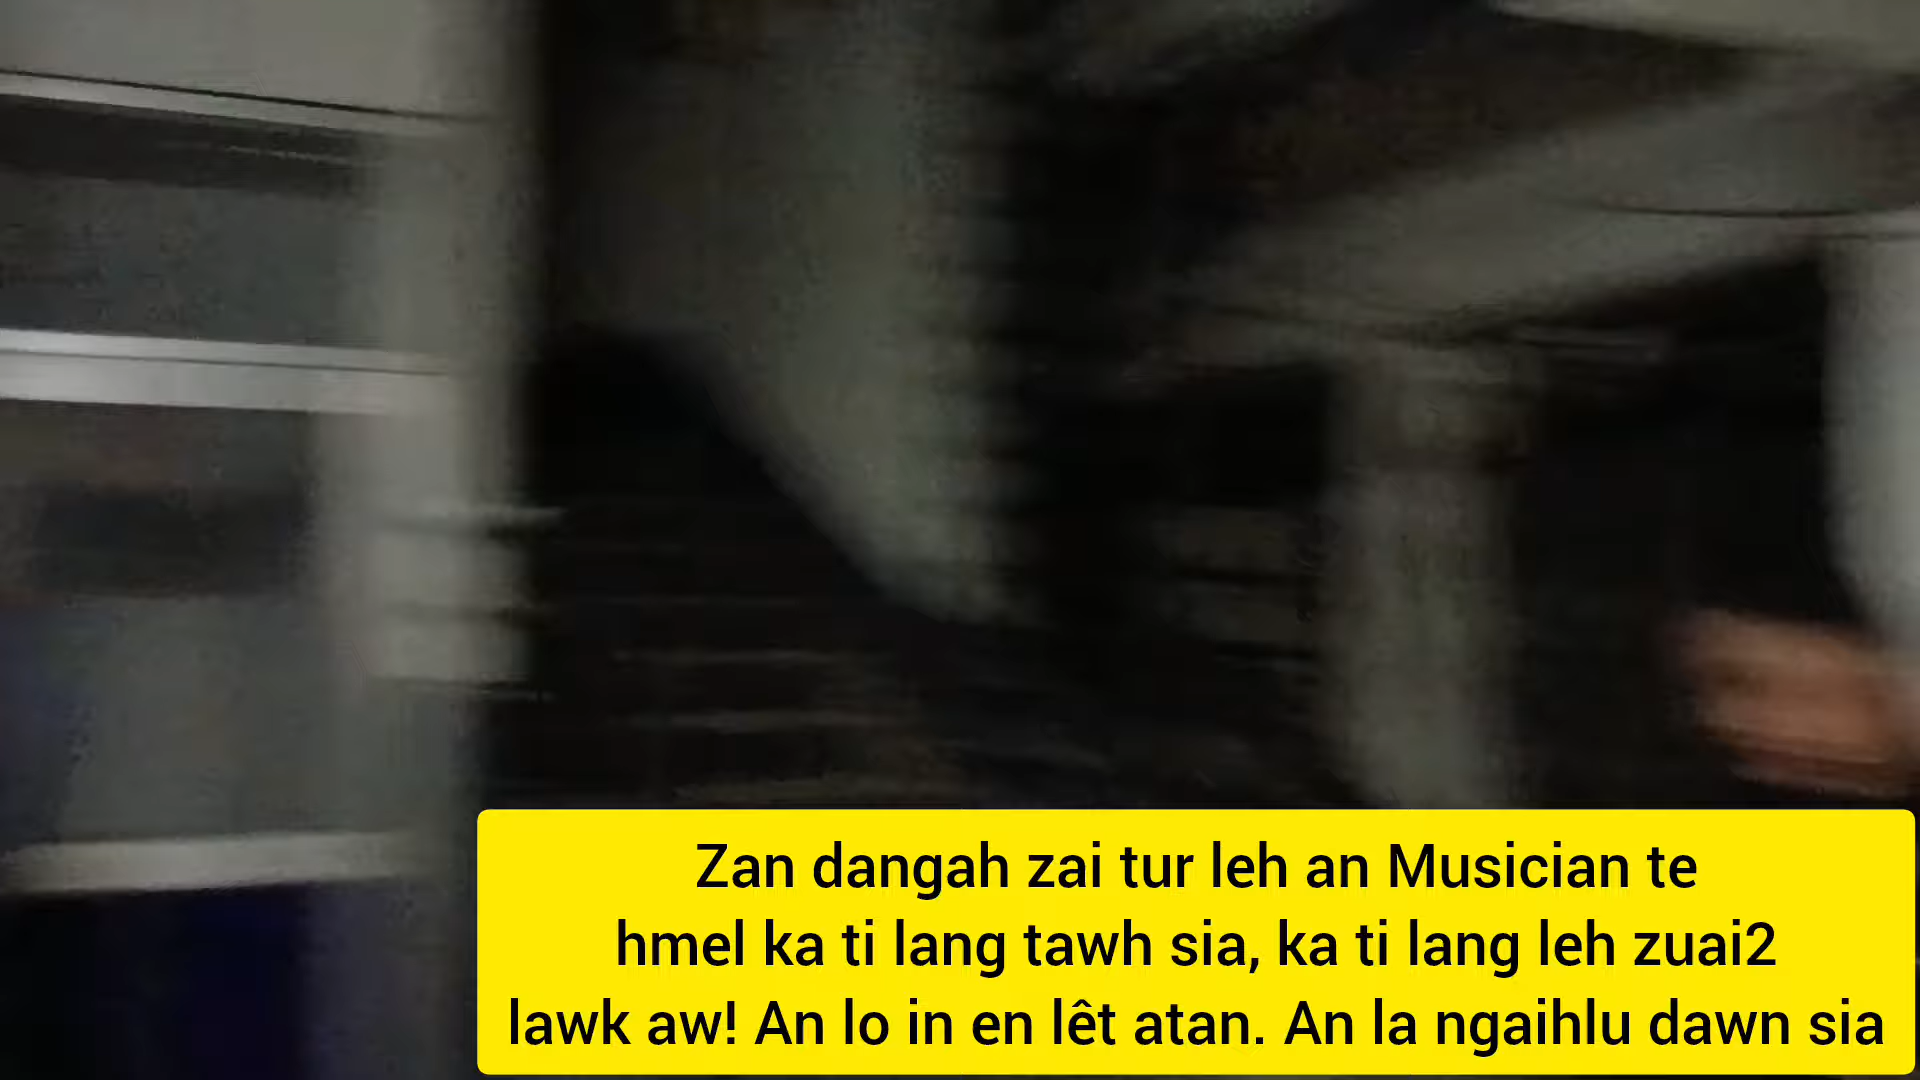 Zan dangah zai tur leh an Musician te
hmel ka ti lang tawh sia, ka ti lang leh zuai2
lawk aw! An lo in en lêt atan. An la ngaihlu dawn sia